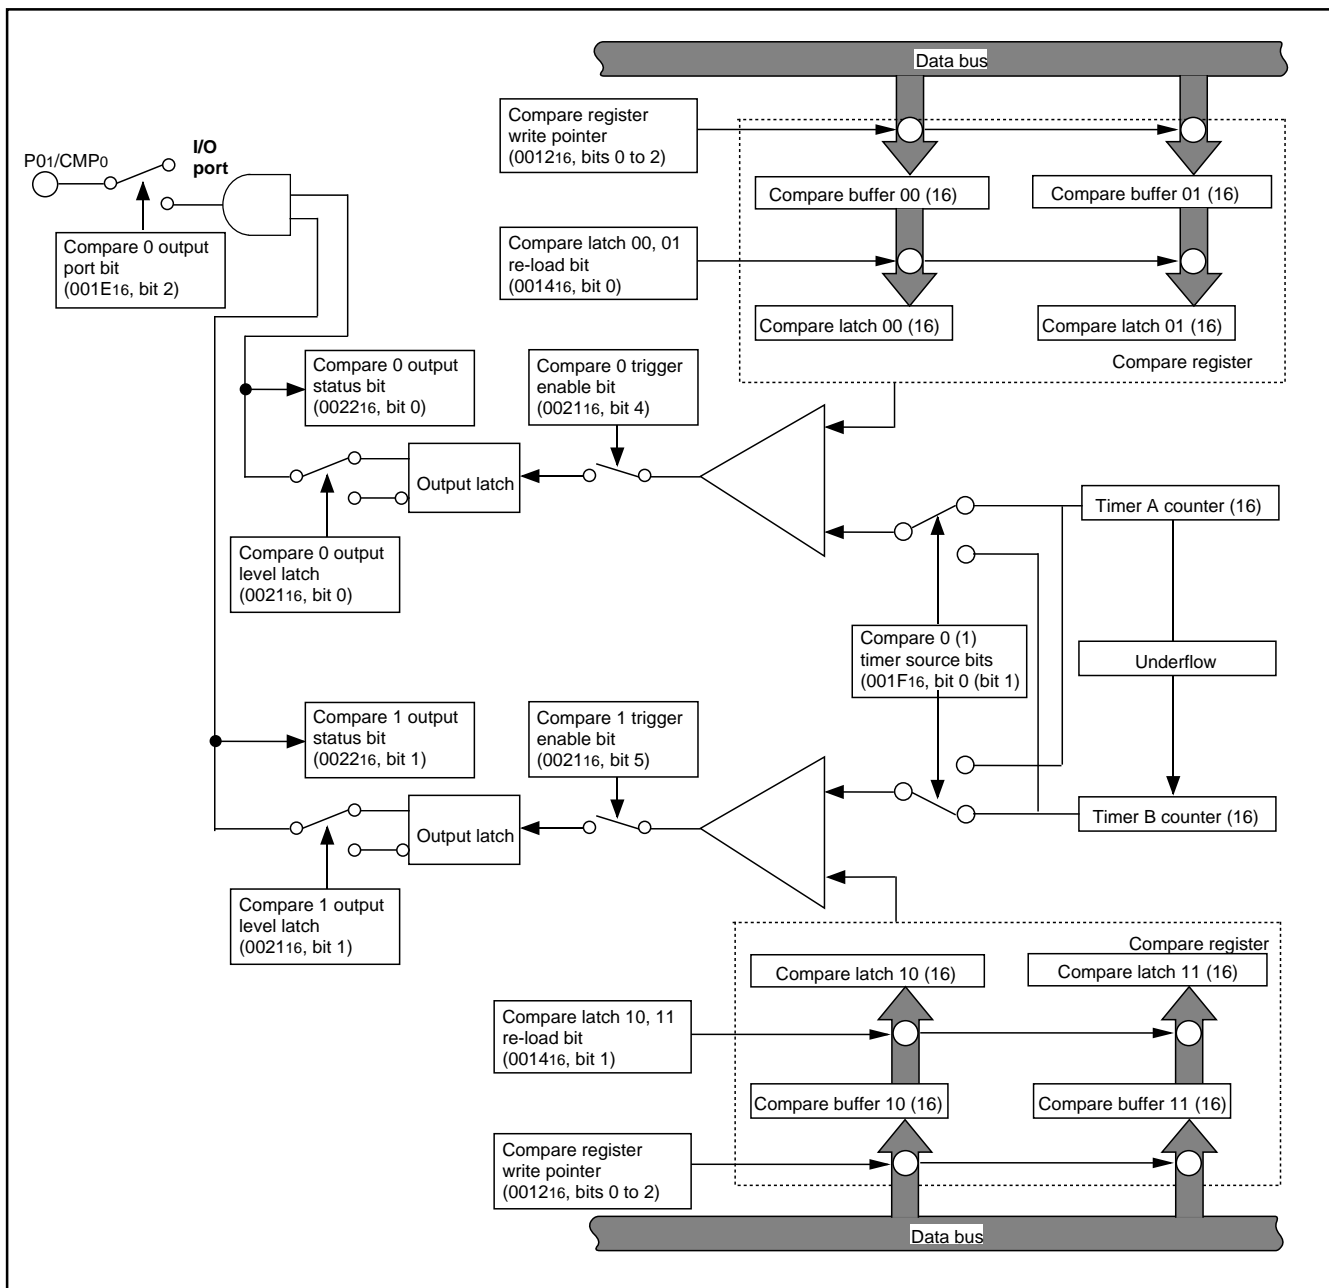 Data bus
Compare register
write pointer
(001216, bits 0 to 2)
I/O
port
P01/CMP0
Compare buffer 00 (16)
Compare buffer 01 (16)
Compare 0 output
port bit
(001E16, bit 2)
Compare latch 00, 01
re-load bit
(001416, bit 0)
Compare latch 00 (16)
Compare latch 01 (16)
Compare register
Compare 0 output
status bit
(002216, bit 0)
Compare 0 trigger
enable bit
(002116, bit 4)
Output latch
Timer A counter (16)
Compare 0 output
level latch
(002116, bit 0)
Compare 0 (1)
timer source bits
(001F16, bit 0 (bit 1)
Underflow
Compare 1 output
status bit
(002216, bit 1)
Compare 1 trigger
enable bit
(002116, bit 5)
Output latch
Timer B counter (16)
Compare 1 output
level latch
(002116, bit 1)
Compare register
Compare latch 10 (16)
Compare latch 11 (16)
Compare latch 10, 11
re-load bit
(001416, bit 1)
Compare buffer 10 (16)
Compare buffer 11 (16)
Compare register
write pointer
(001216, bits 0 to 2)
Data bus